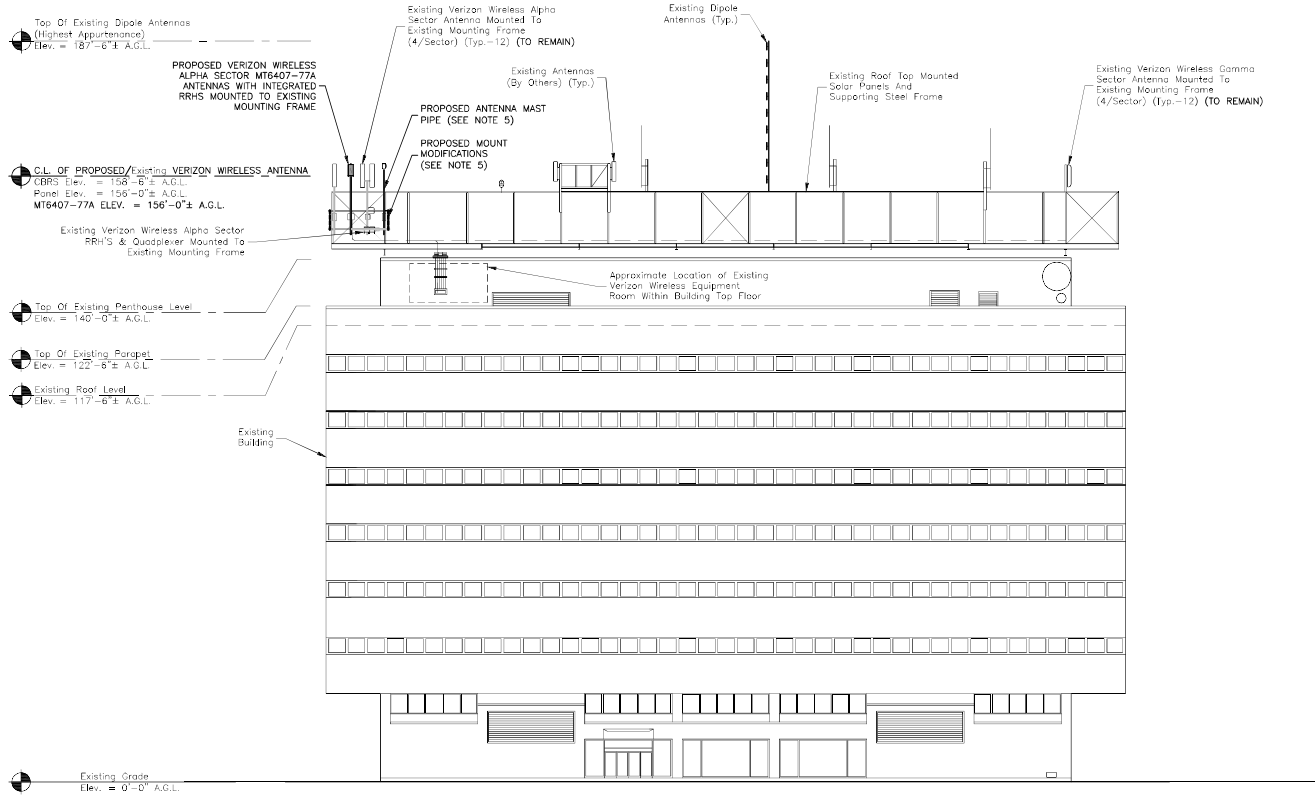 Top Of Existing Dipole Antennas
(Highest Appurtenance)
Elev. = 187'-6"± A.G.L.
Existing Verizon Wireless Alpha
Sector Antenna Mounted To
Existing Mounting Frame
(4/Sector) (Typ.-12) (TO REMAIN)
Existing Dipole
Antennas (Typ.)
PROPOSED VERIZON WIRELESS
ALPHA SECTOR MT6407-77A
ANTENNAS WITH INTEGRATED
RRHS MOUNTED TO EXISTING
MOUNTING FRAME
Existing Antennas
(By Others) (Typ.)
Existing Roof Top Mounted
Solar Panels And
Supporting Steel Frame
Existing Verizon Wireless Gamma
Sector Antenna Mounted To
Existing Mounting Frame
(4/Sector) (Typ.-12) (TO REMAIN)
PROPOSED ANTENNA MAST
PIPE (SEE NOTE 5)
PROPOSED MOUNT
MODIFICATIONS
(SEE NOTE 5)
C.L. OF PROPOSED/Existing VERIZON WIRELESS ANTENNA
CBRS Elev. = 158'-6"± A.G.L.
Panel Elev. = 156'-0"± A.G.L.
MT6407-77A ELEV. = 156'-0"± A.G.L.
Existing Verizon Wireless Alpha Sector
RRH'S & Quadplexer Mounted To
Existing Mounting Frame
Approximate Location of Existing
Verizon Wireless Equipment
Room Within Building Top Floor
Top Of Existing Penthouse Level
Elev. = 140'-0"± A.G.L.
Top Of Existing Parapet
Elev. = 122'-6"± A.G.L.
Existing Roof Level
Elev. = 117'-6"± A.G.L.
Existing
Building
Existing Grade
Elev. = 0'-0" A.G.L.